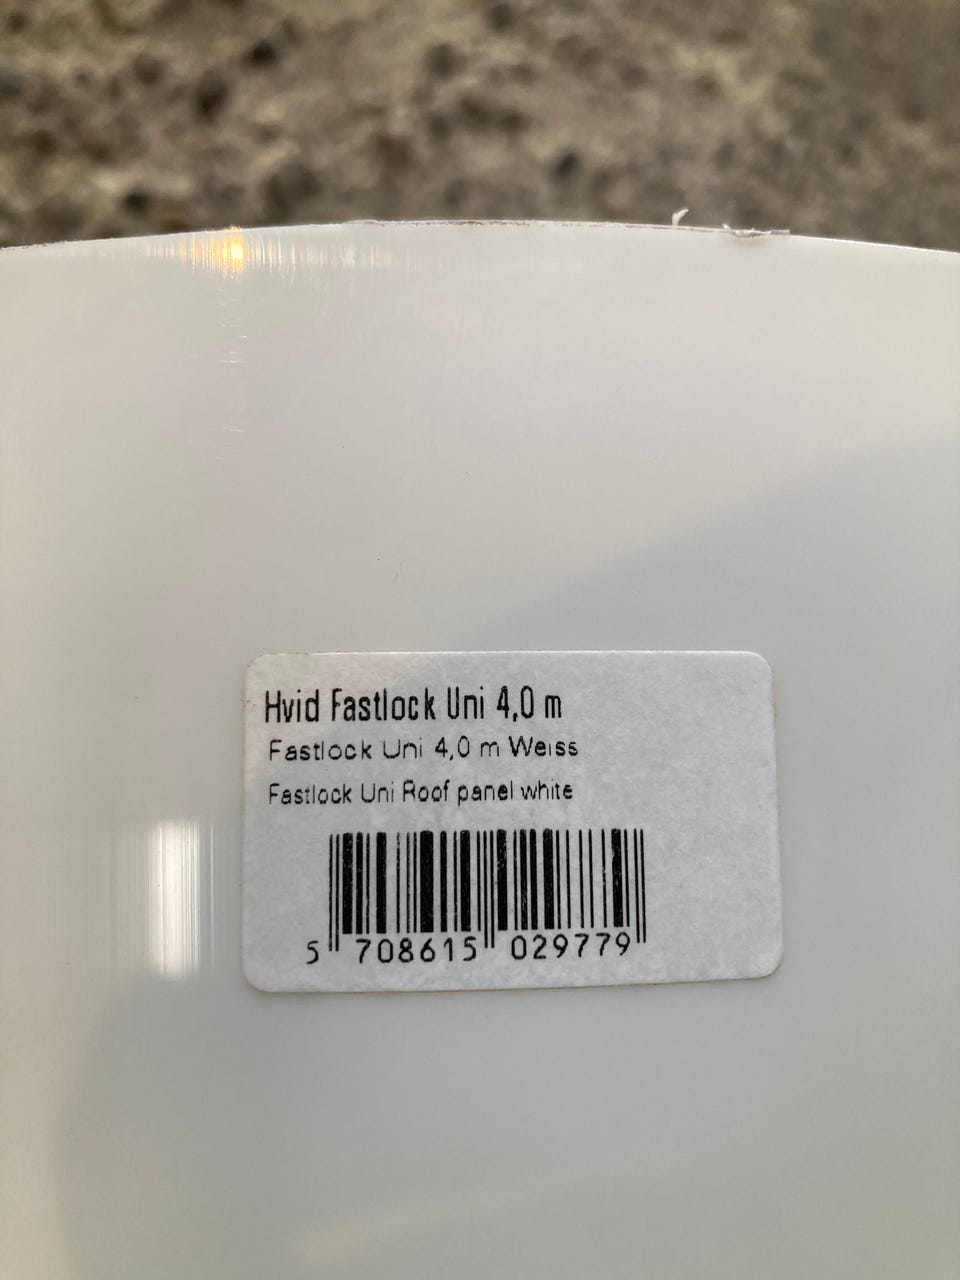 Hvid Fastlock Uni 4,0 m
Fastlock Uni 4,0 m Weiss
Fastlock Uni Roof panel white
5 708615 029779